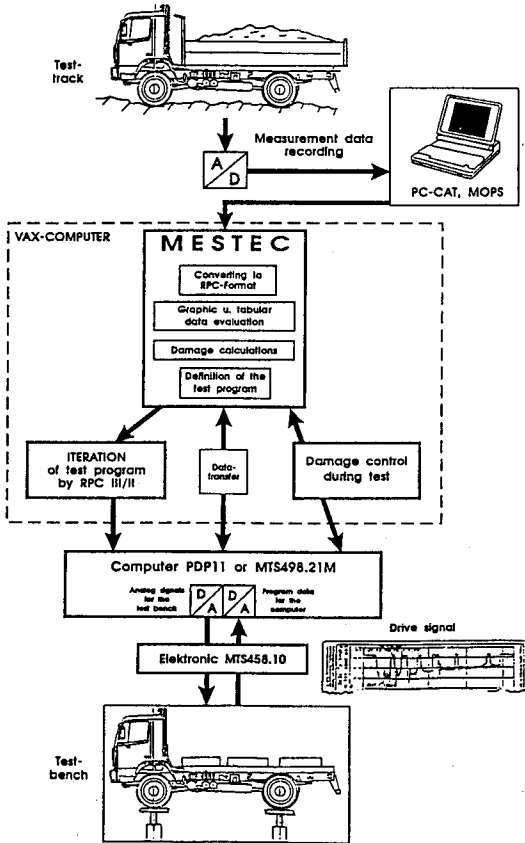 Test-
track
Measurement data
recording
A
D
PC-CAT, MOPS
VAX-COMPUTER
MESTEC
Converting to
RPC-Format
Graphic u. tabular
data evaluation
Damage calculations
Definition of the
test program
ITERATION
of test program
by RPC III/II
Data-
transfer
Damage control
during test
Computer PDP11 or MTS498.21M
Analog signals
for the
test bench
D
A
D
A
Program data
for the
computer
Drive signal
Elektronic MTS458.10
Test-
bench